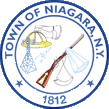 TOWN OF NIAGARA, N.Y.
1812